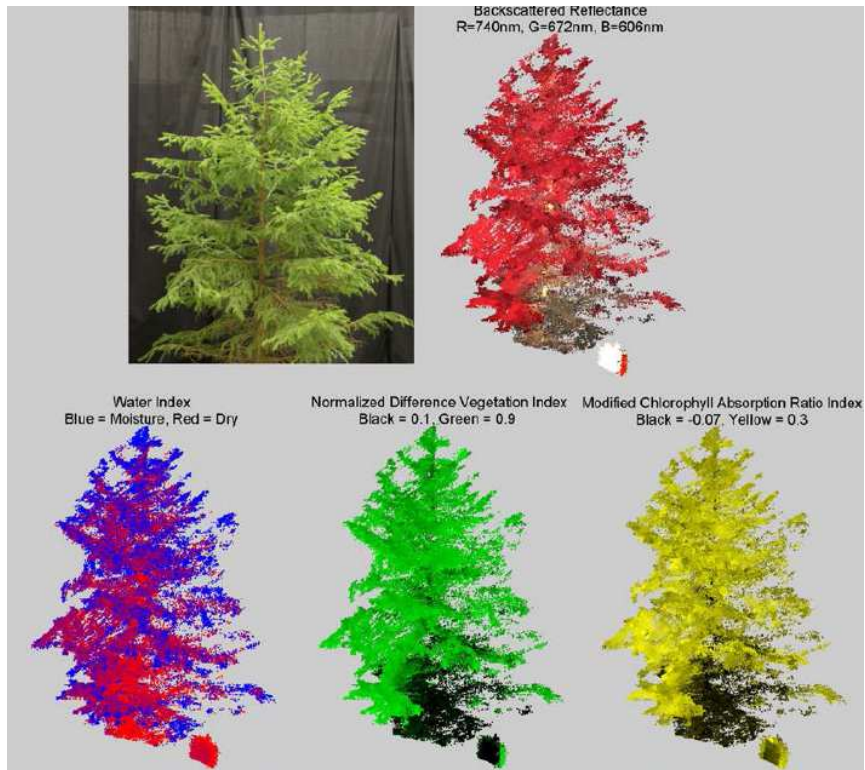 Backscattered Reflectance
R=740nm, G=672nm, B=606nm
Water Index
Blue = Moisture, Red = Dry
Normalized Difference Vegetation Index
Black = 0.1, Green = 0.9
Modified Chlorophyll Absorption Ratio Index
Black = -0.07, Yellow = 0.3